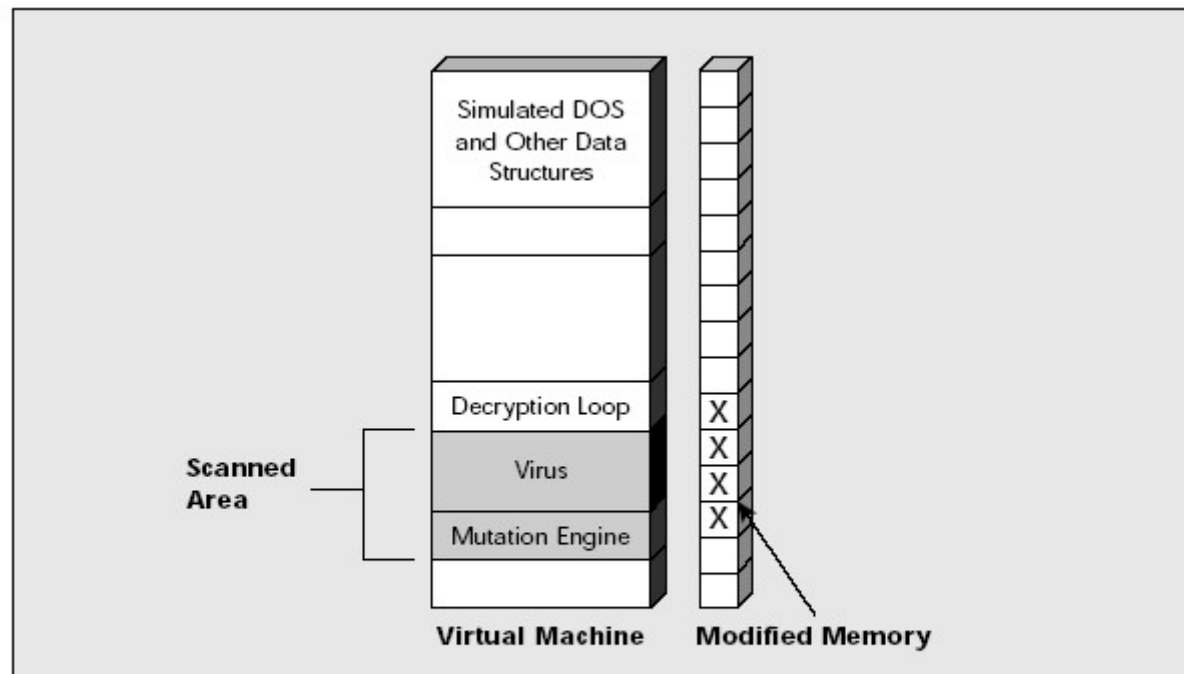 Simulated DOS
and Other Data
Structures
Decryption Loop
Virus
Mutation Engine
Scanned
Area
X
X
X
X
Virtual Machine
Modified Memory